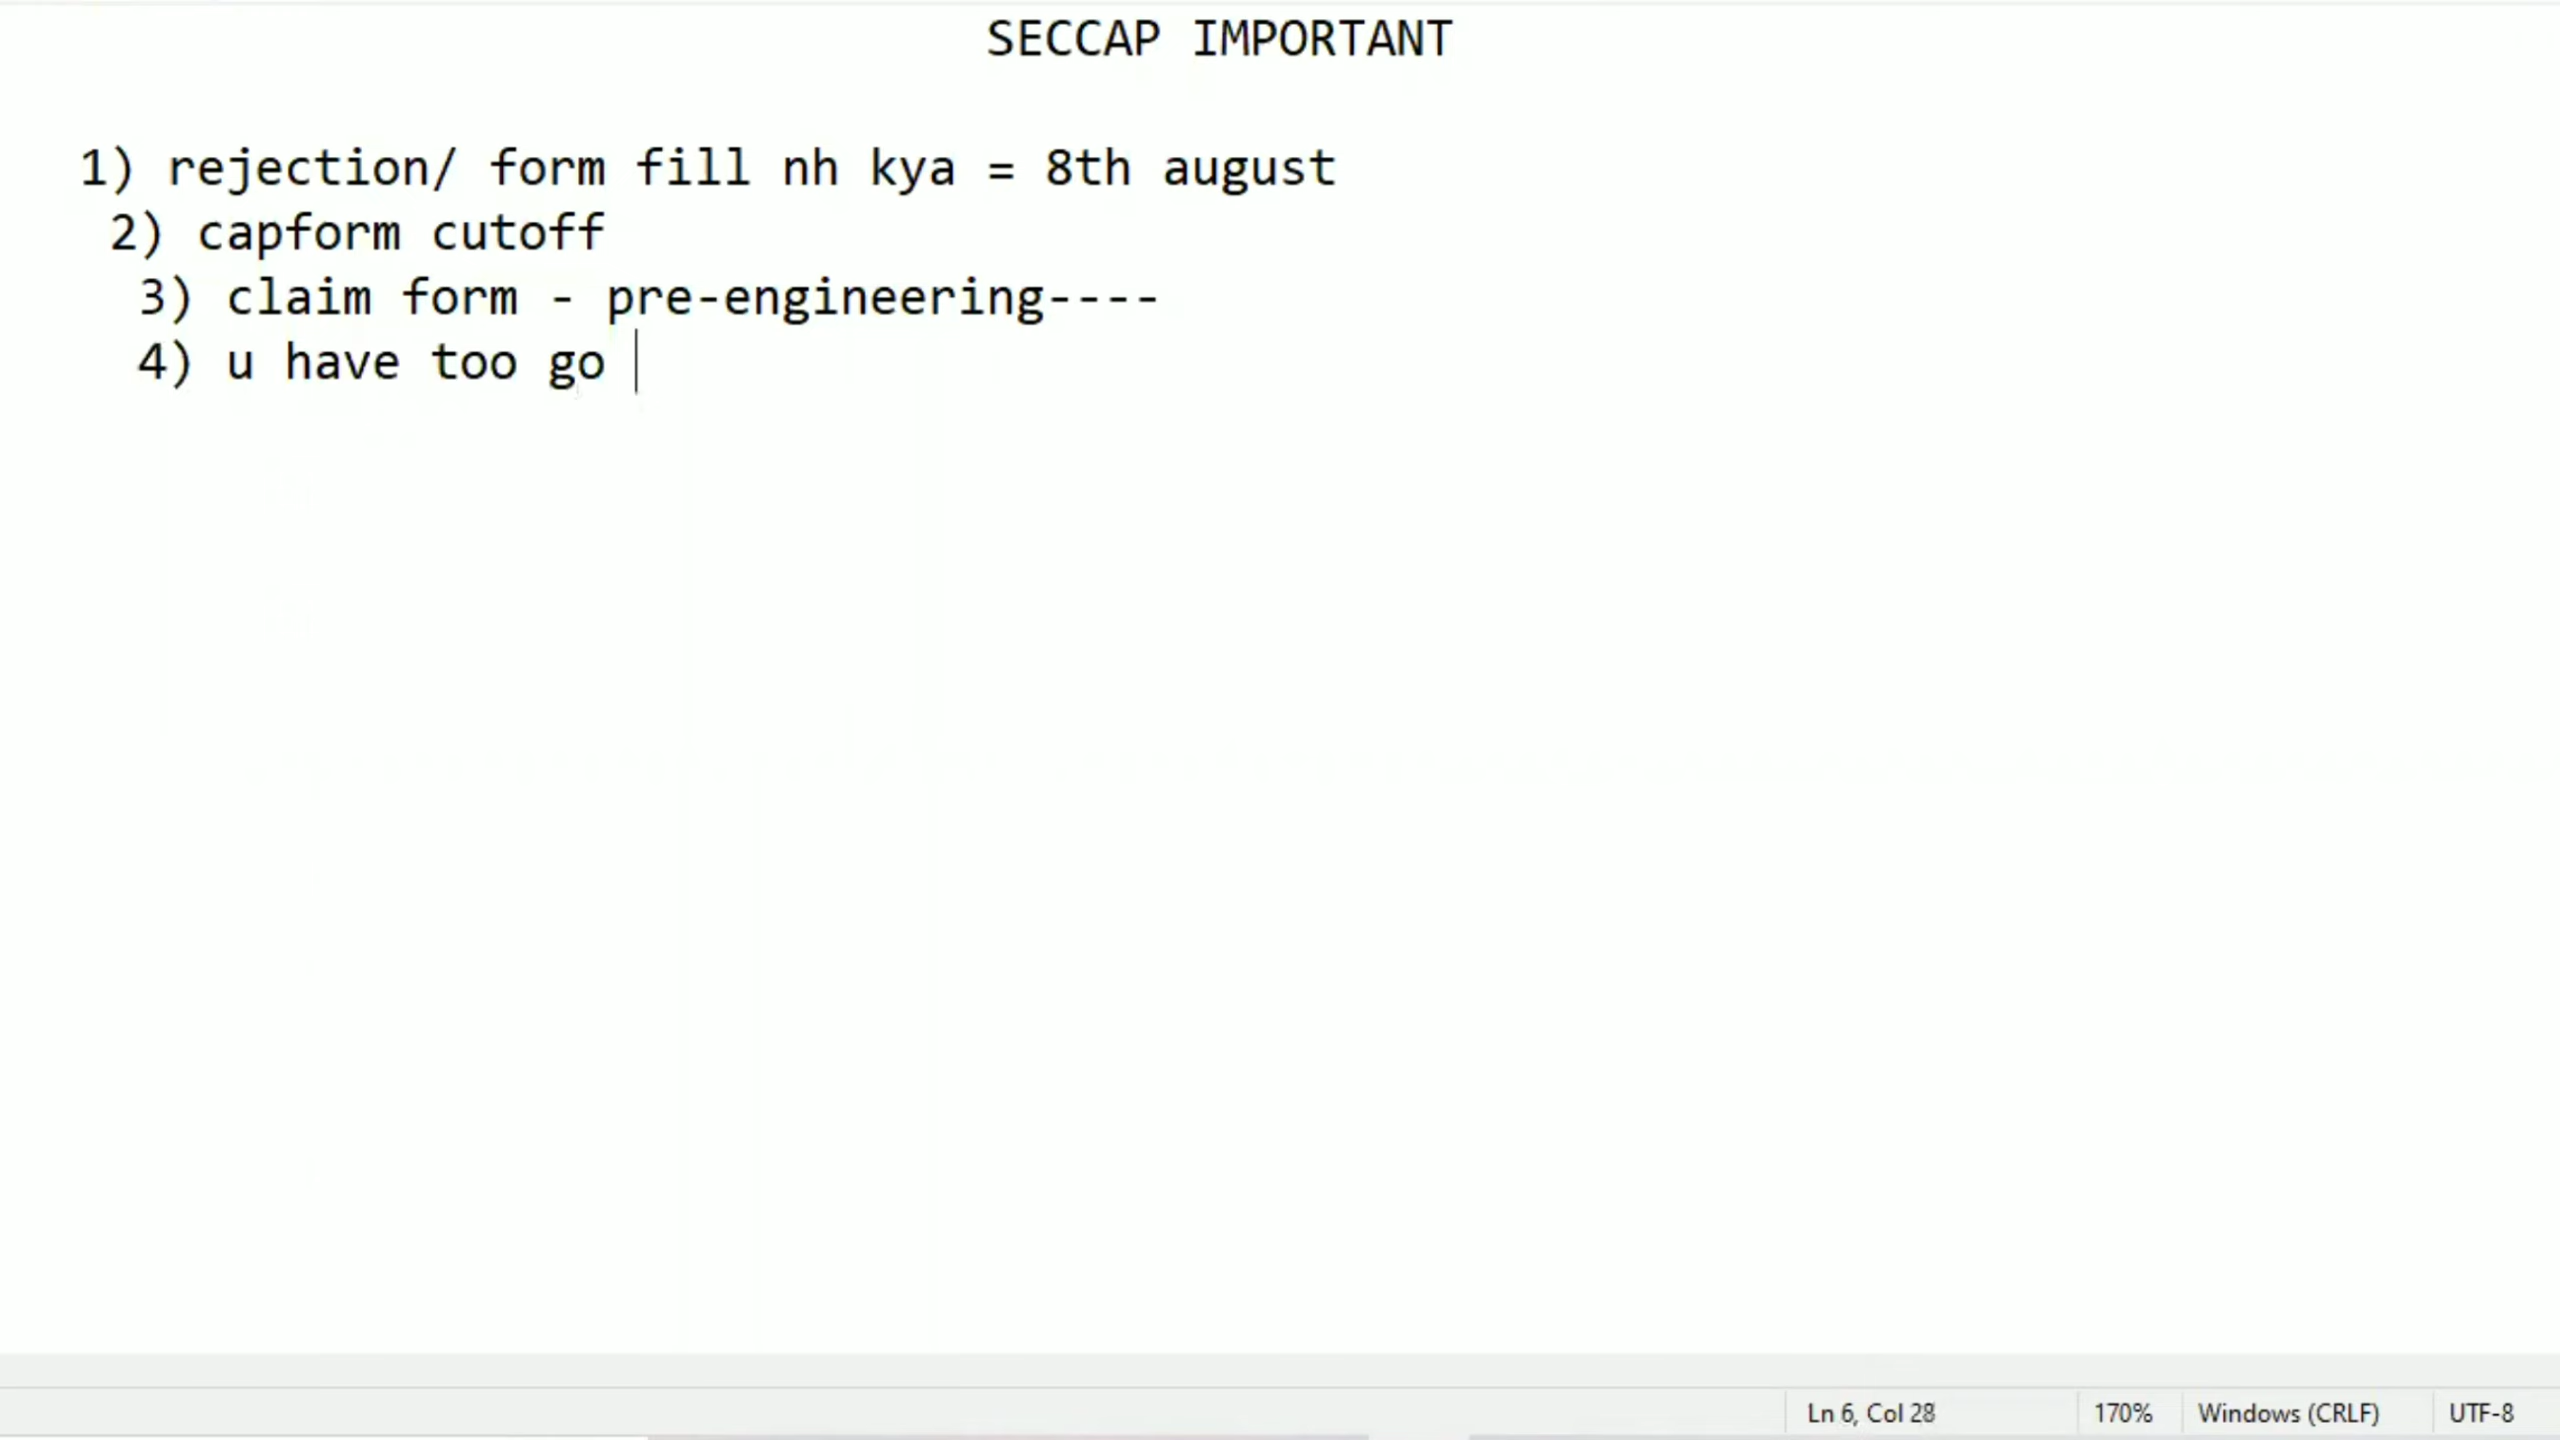 SECCAP IMPORTANT
1) rejection/ form fill nh kya = 8th august
2) capform cutoff
3) claim form - pre-engineering----
4) u have too go
Ln 6, Col 28 170% Windows (CRLF) UTF-8